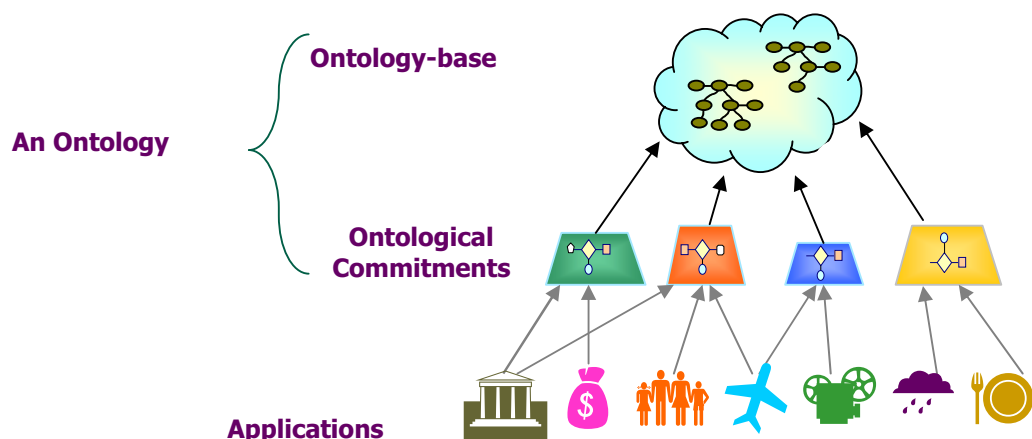 Ontology-base
An Ontology
Ontological
Commitments
$
Applications